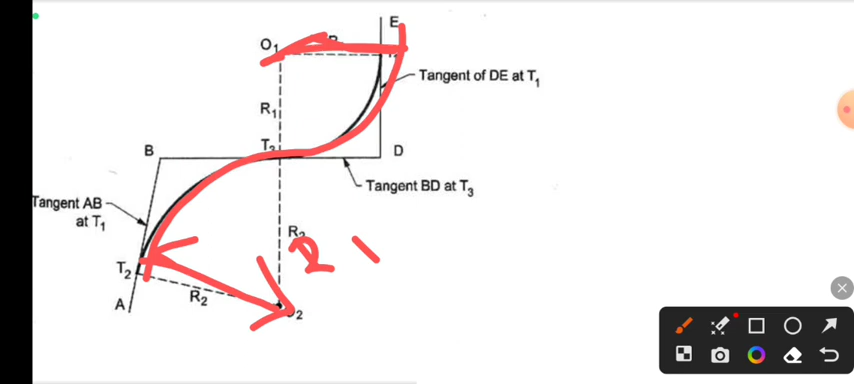 E
O₁
Tangent of DE at T₁
R₁
T₃
B
D
Tangent BD at T₃
Tangent AB
at T₁
R₂
R
T₂
R₂
A